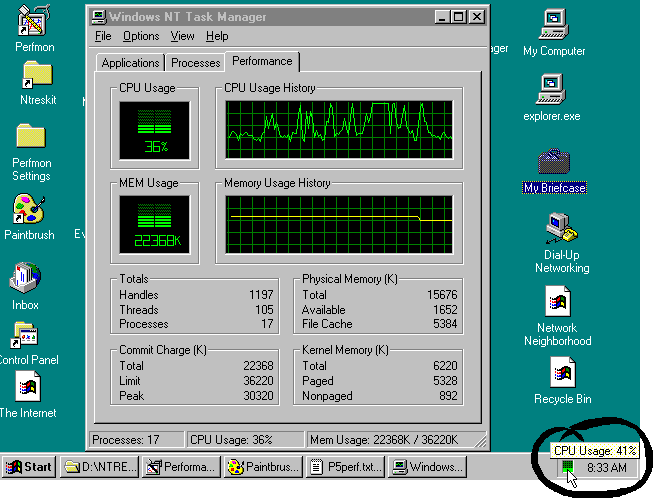 Perfmon
Ntreskit
Perfmon
Settings
Paintbrush
Inbox
Control Panel
The Internet
Windows NT Task Manager
File Options View Help
Applications Processes Performance
CPU Usage
36%
CPU Usage History
MEM Usage
22368K
Memory Usage History
Totals
Handles 1197
Threads 105
Processes 17
Physical Memory (K)
Total 15676
Available 1652
File Cache 5384
Commit Charge (K)
Total 22368
Limit 36220
Peak 30320
Kernel Memory (K)
Total 6220
Paged 5328
Nonpaged 892
Processes: 17 CPU Usage: 36% Mem Usage: 22368K / 36220K
My Computer
explorer.exe
My Briefcase
Dial-Up
Networking
Network
Neighborhood
Recycle Bin
CPU Usage: 41%
Start D:\NTRE... Performa... Paintbrus... P5perf.txt... Windows... 8:33 AM